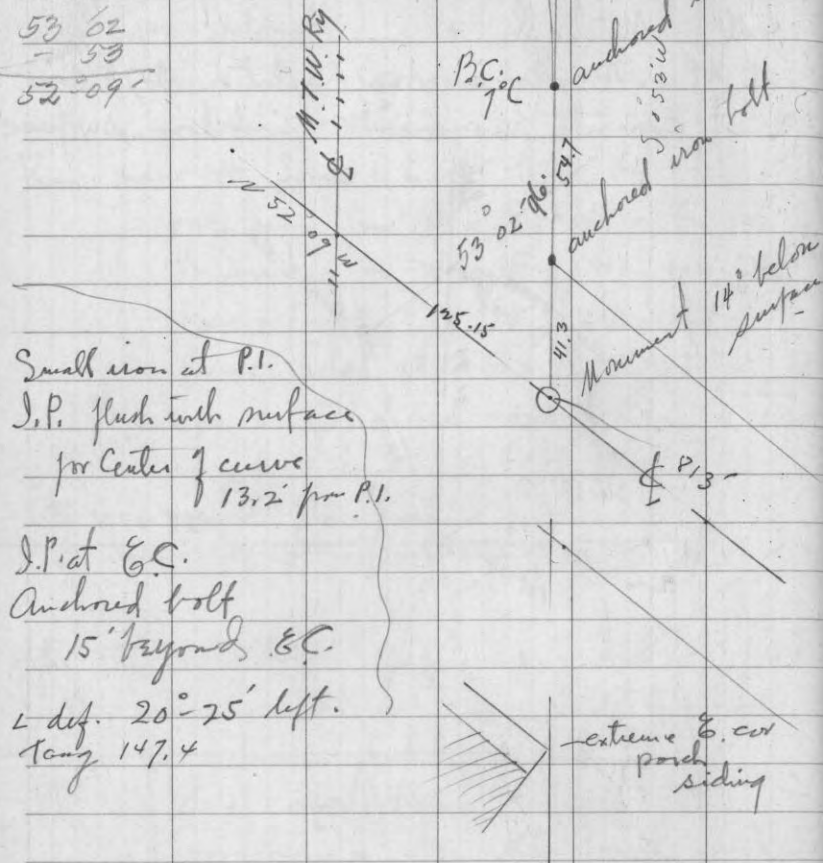 53 02
- 53
52° 09'
M. & W. Ry
B.C.
7°C
anchored
S 0° 53' W
54.7
53° 02' 
anchored iron bolt
N 52° 09' W
125.15
41.3
Monument 14" below
surface
Small iron at P.I.
I.P. flush with surface
for Center of curve
13.2' from P.I.
I.P. at E.C.
Anchored bolt
15' beyond E.C.
∠ def. 20°-25' left.
Tang 147.4
extreme E. cor
porch
siding